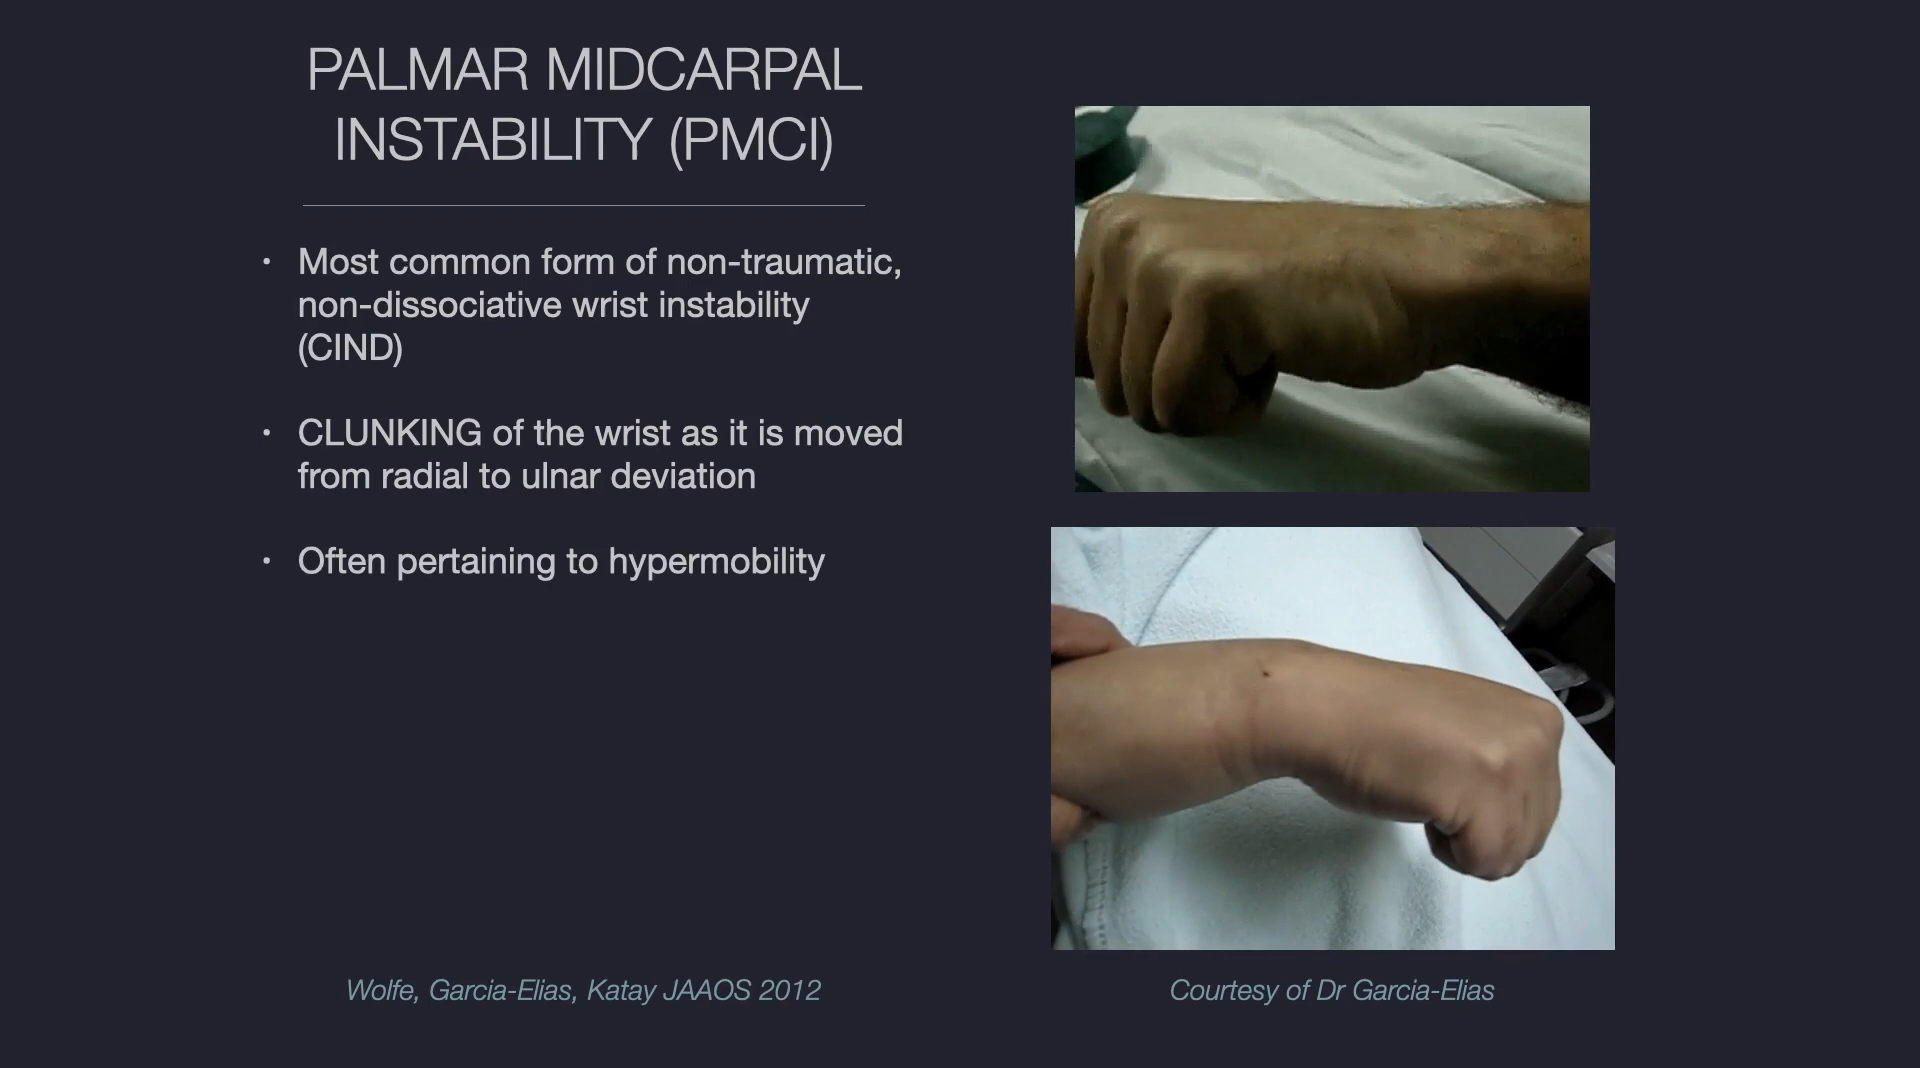 PALMAR MIDCARPAL
INSTABILITY (PMCI)
• Most common form of non-traumatic,
non-dissociative wrist instability
(CIND)
• CLUNKING of the wrist as it is moved
from radial to ulnar deviation
• Often pertaining to hypermobility
Wolfe, Garcia-Elias, Katay JAAOS 2012
Courtesy of Dr Garcia-Elias